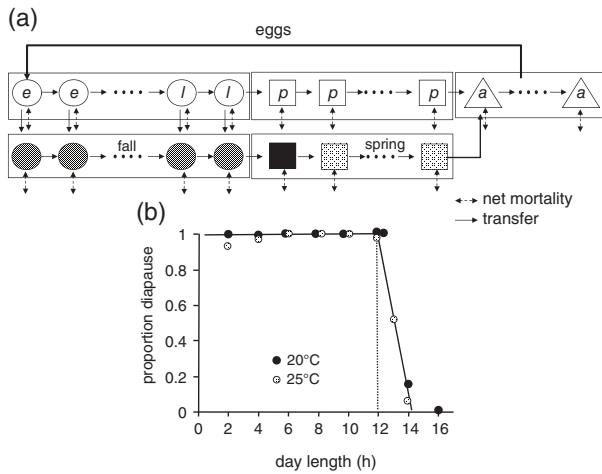 (a)
eggs
e e l l p p p a a
fall spring
net mortality
transfer
(b)
proportion diapause
1
0.8
0.6
0.4
0.2
0
20°C
25°C
0 2 4 6 8 10 12 14 16
day length (h)